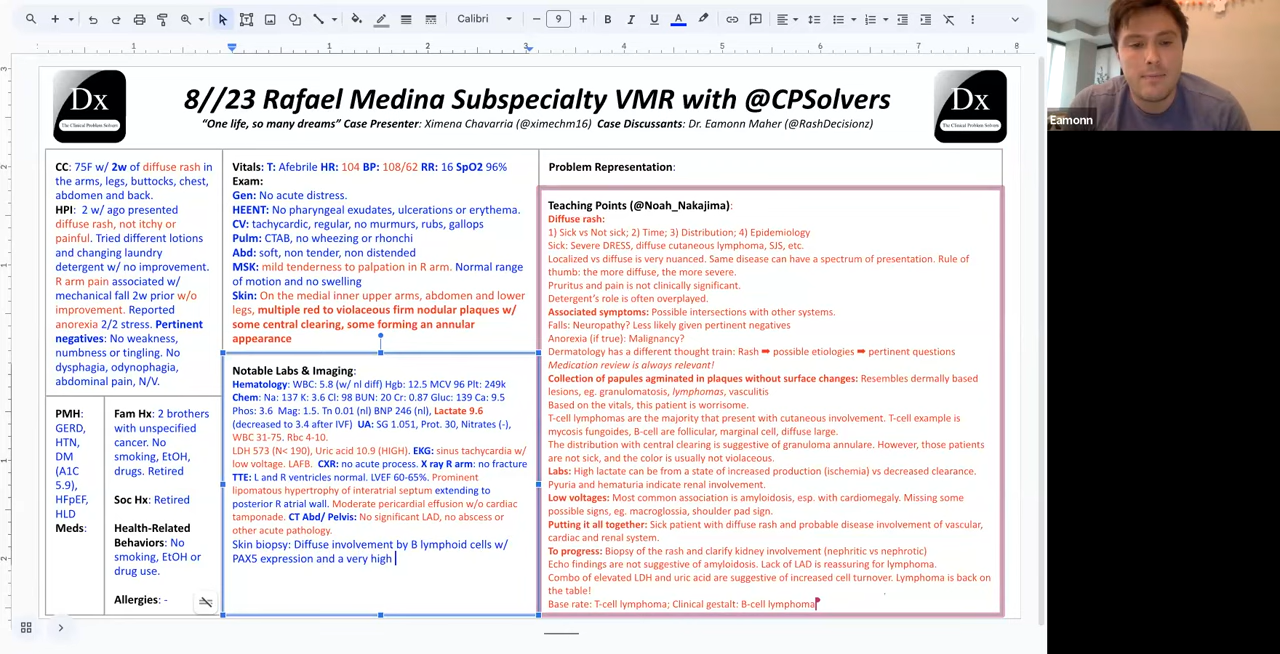 Calibri
9
B
I
U
A
1
1
2
3
4
5
6
7
8
3
1
2
Dx
The Clinical Problem Solvers
8//23 Rafael Medina Subspecialty VMR with @CPSolvers
“One life, so many dreams” Case Presenter: Ximena Chavarria (@ximechm16) Case Discussants: Dr. Eamonn Maher (@RashDecisionz)
Dx
The Clinical Problem Solvers
CC: 75F w/ 2w of diffuse rash in
the arms, legs, buttocks, chest,
abdomen and back.
HPI: 2 w/ ago presented
diffuse rash, not itchy or
painful. Tried different lotions
and changing laundry
detergent w/ no improvement.
R arm pain associated w/
mechanical fall 2w prior w/o
improvement. Reported
anorexia 2/2 stress. Pertinent
negatives: No weakness,
numbness or tingling. No
dysphagia, odynophagia,
abdominal pain, N/V.
PMH:
GERD,
HTN,
DM
(A1C
5.9),
HFpEF,
HLD
Meds:
Fam Hx: 2 brothers
with unspecified
cancer. No
smoking, EtOH,
drugs. Retired
Soc Hx: Retired
Health-Related
Behaviors: No
smoking, EtOH or
drug use.
Allergies: -
Vitals: T: Afebrile HR: 104 BP: 108/62 RR: 16 SpO2 96%
Exam:
Gen: No acute distress.
HEENT: No pharyngeal exudates, ulcerations or erythema.
CV: tachycardic, regular, no murmurs, rubs, gallops
Pulm: CTAB, no wheezing or rhonchi
Abd: soft, non tender, non distended
MSK: mild tenderness to palpation in R arm. Normal range
of motion and no swelling
Skin: On the medial inner upper arms, abdomen and lower
legs, multiple red to violaceous firm nodular plaques w/
some central clearing, some forming an annular
appearance
Notable Labs & Imaging:
Hematology: WBC: 5.8 (w/ nl diff) Hgb: 12.5 MCV 96 Plt: 249k
Chem: Na: 137 K: 3.6 Cl: 98 BUN: 20 Cr: 0.87 Gluc: 139 Ca: 9.5
Phos: 3.6 Mag: 1.5. Tn 0.01 (nl) BNP 246 (nl), Lactate 9.6
(decreased to 3.4 after IVF) UA: SG 1.051, Prot. 30, Nitrates (-),
WBC 31-75. Rbc 4-10.
LDH 573 (N< 190), Uric acid 10.9 (HIGH). EKG: sinus tachycardia w/
low voltage. LAFB. CXR: no acute process. X ray R arm: no fracture
TTE: L and R ventricles normal. LVEF 60-65%. Prominent
lipomatous hypertrophy of interatrial septum extending to
posterior R atrial wall. Moderate pericardial effusion w/o cardiac
tamponade. CT Abd/ Pelvis: No significant LAD, no abscess or
other acute pathology.
Skin biopsy: Diffuse involvement by B lymphoid cells w/
PAX5 expression and a very high
Problem Representation:
Teaching Points (@Noah_Nakajima):
Diffuse rash:
1) Sick vs Not sick; 2) Time; 3) Distribution; 4) Epidemiology
Sick: Severe DRESS, diffuse cutaneous lymphoma, SJS, etc.
Localized vs diffuse is very nuanced. Same disease can have a spectrum of presentation. Rule of
thumb: the more diffuse, the more severe.
Pruritus and pain is not clinically significant.
Detergent’s role is often overplayed.
Associated symptoms: Possible intersections with other systems.
Falls: Neuropathy? Less likely given pertinent negatives
Anorexia (if true): Malignancy?
Dermatology has a different thought train: Rash ➡ possible etiologies ➡ pertinent questions
Medication review is always relevant!
Collection of papules agminated in plaques without surface changes: Resembles dermally based
lesions, eg. granulomatosis, lymphomas, vasculitis
Based on the vitals, this patient is worrisome.
T-cell lymphomas are the majority that present with cutaneous involvement. T-cell example is
mycosis fungoides, B-cell are follicular, marginal cell, diffuse large.
The distribution with central clearing is suggestive of granuloma annulare. However, those patients
are not sick, and the color is usually not violaceous.
Labs: High lactate can be from a state of increased production (ischemia) vs decreased clearance.
Pyuria and hematuria indicate renal involvement.
Low voltages: Most common association is amyloidosis, esp. with cardiomegaly. Missing some
possible signs, eg. macroglossia, shoulder pad sign.
Putting it all together: Sick patient with diffuse rash and probable disease involvement of vascular,
cardiac and renal system.
To progress: Biopsy of the rash and clarify kidney involvement (nephritic vs nephrotic)
Echo findings are not suggestive of amyloidosis. Lack of LAD is reassuring for lymphoma.
Combo of elevated LDH and uric acid are suggestive of increased cell turnover. Lymphoma is back on
the table!
Base rate: T-cell lymphoma; Clinical gestalt: B-cell lymphoma
Eamonn